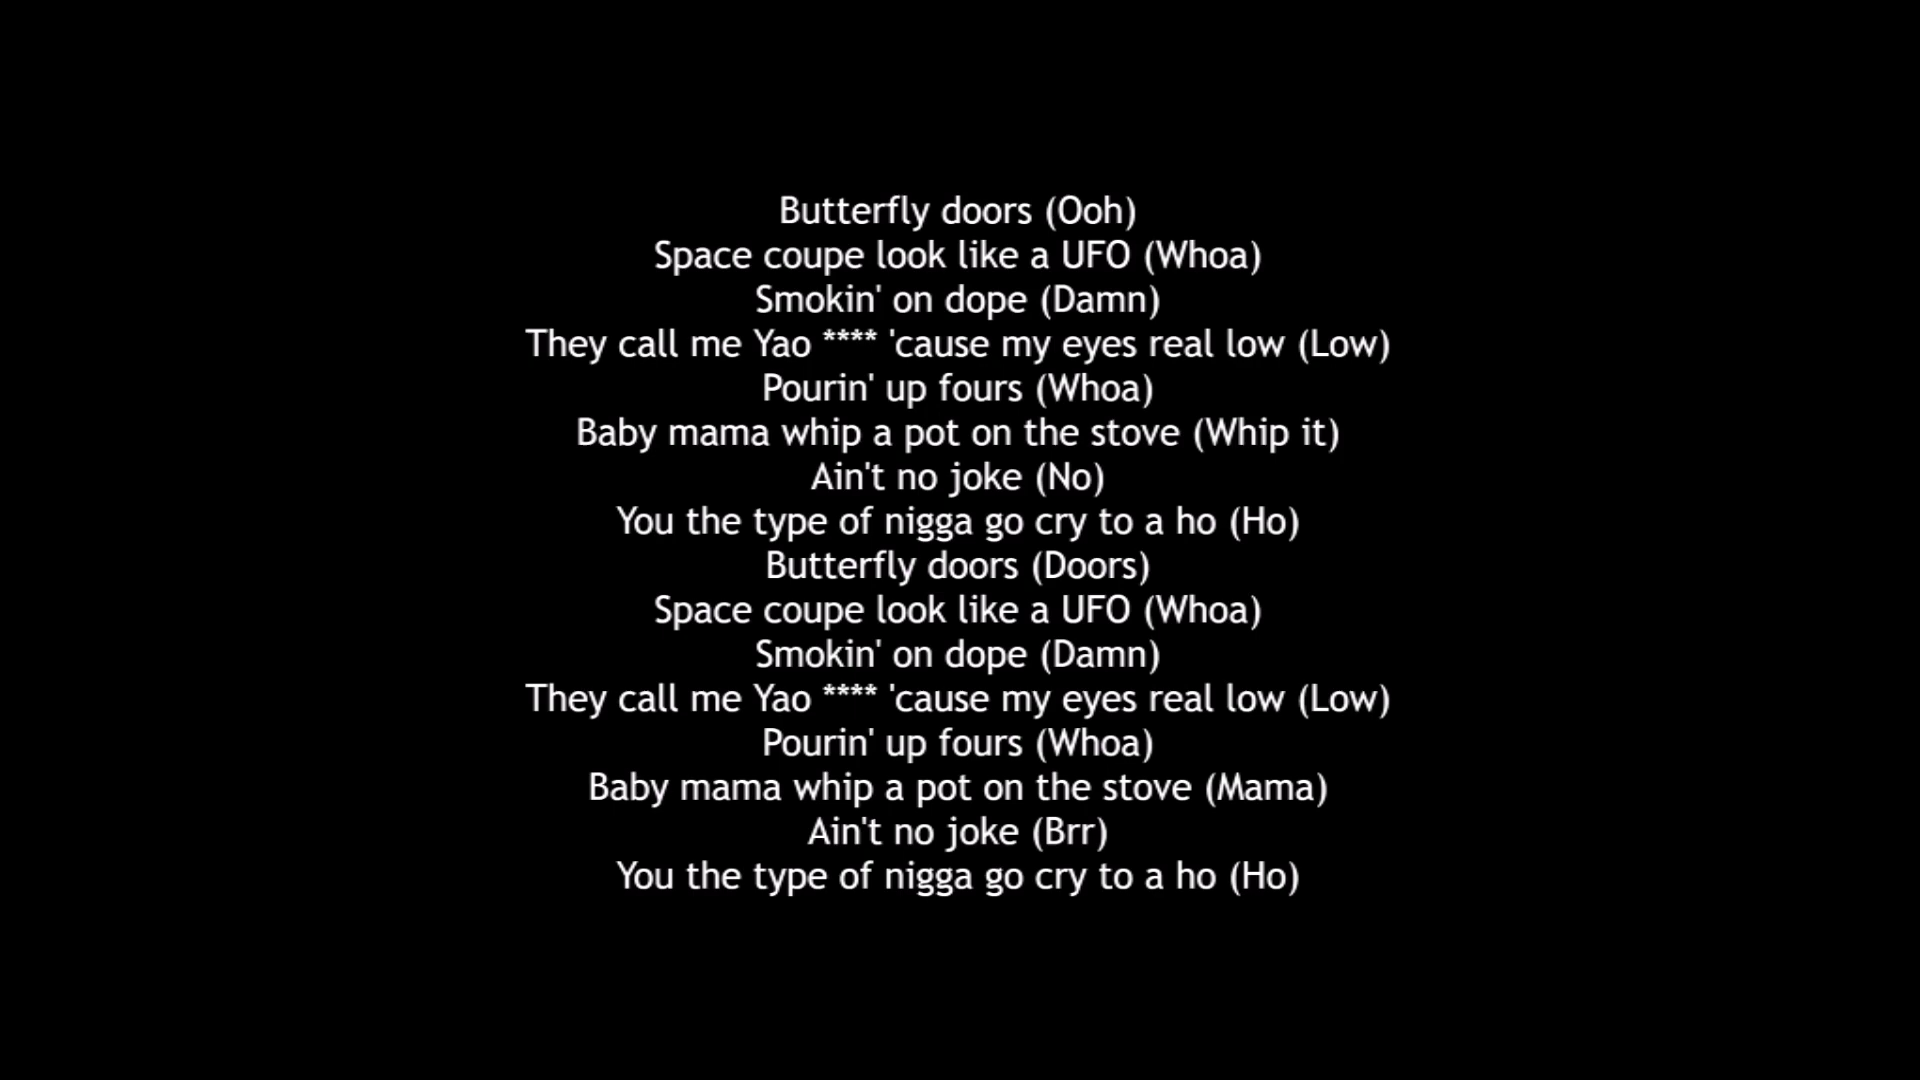 Butterfly doors (Ooh)
Space coupe look like a UFO (Whoa)
Smokin' on dope (Damn)
They call me Yao **** 'cause my eyes real low (Low)
Pourin' up fours (Whoa)
Baby mama whip a pot on the stove (Whip it)
Ain't no joke (No)
You the type of nigga go cry to a ho (Ho)
Butterfly doors (Doors)
Space coupe look like a UFO (Whoa)
Smokin' on dope (Damn)
They call me Yao **** 'cause my eyes real low (Low)
Pourin' up fours (Whoa)
Baby mama whip a pot on the stove (Mama)
Ain't no joke (Brr)
You the type of nigga go cry to a ho (Ho)